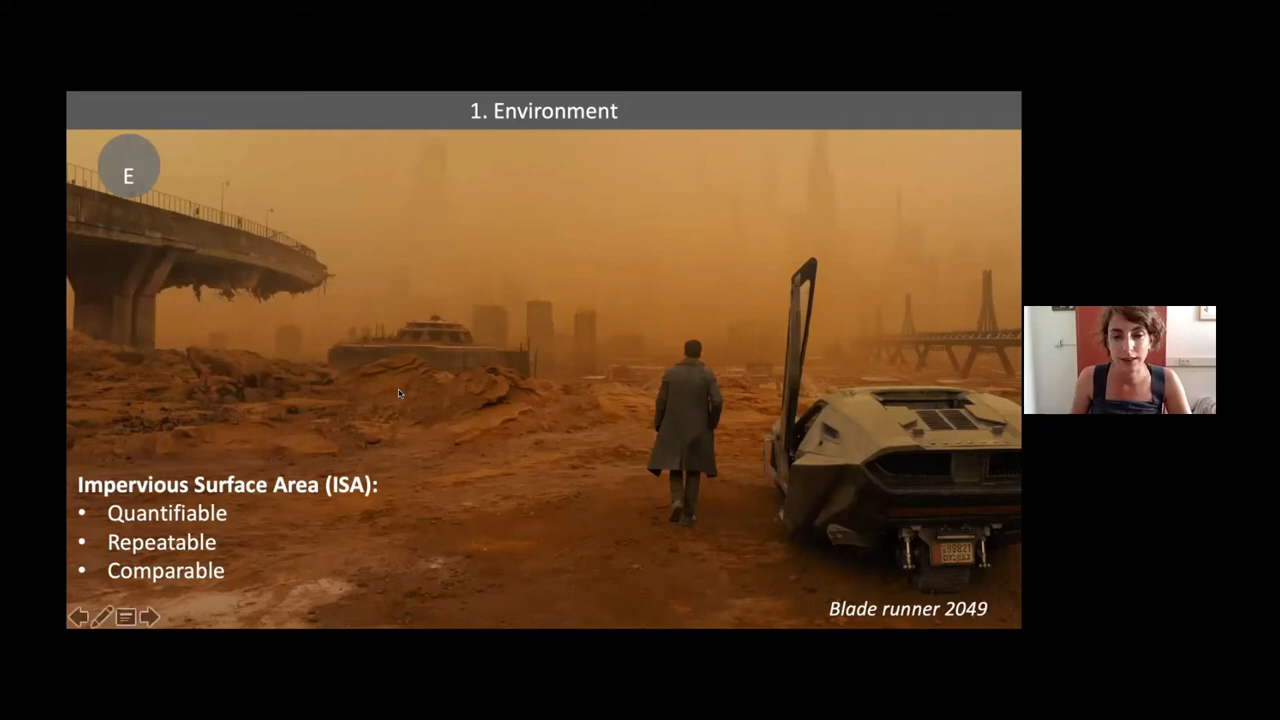 1. Environment
E
Impervious Surface Area (ISA):
• Quantifiable
• Repeatable
• Comparable
Blade runner 2049